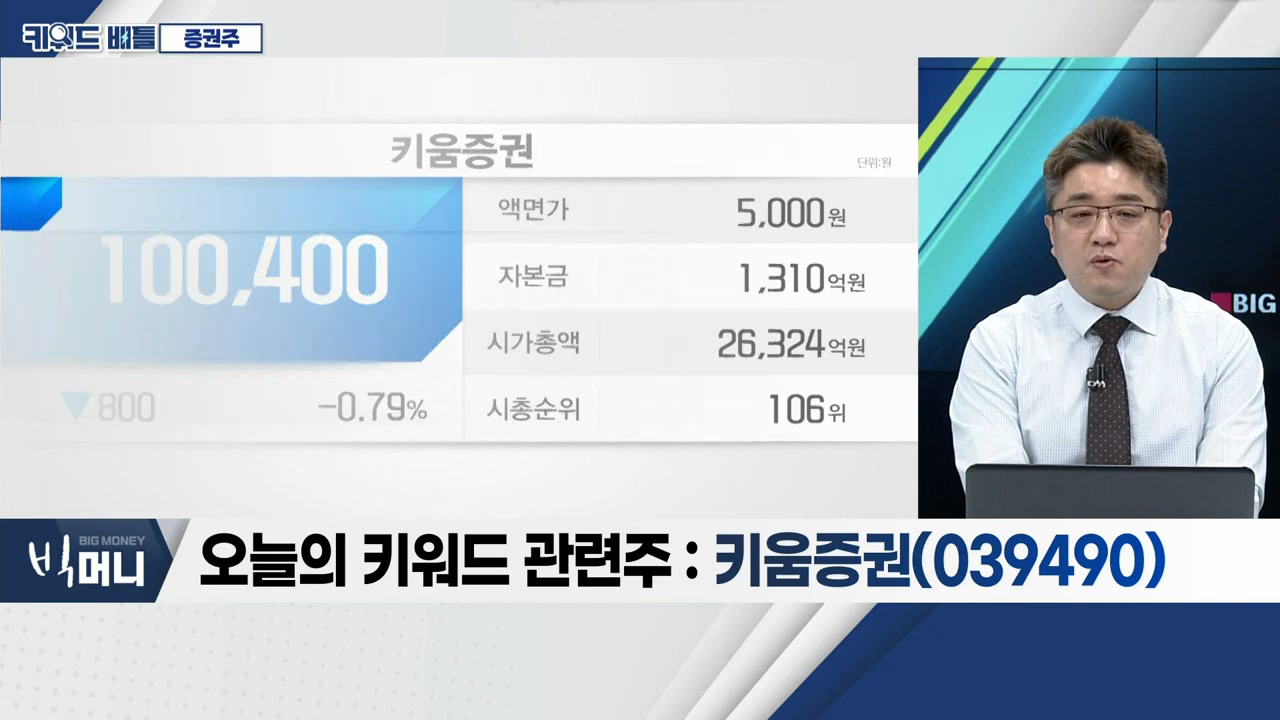 키워드 배틀 증권주
키움증권
단위:원
100,400
▼800 -0.79%
액면가 5,000원
자본금 1,310억원
시가총액 26,324억원
시총순위 106위
BIG
BIG MONEY
빅머니
오늘의 키워드 관련주 : 키움증권(039490)